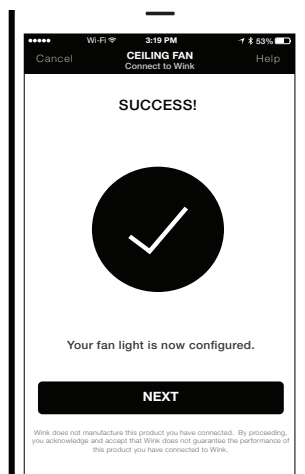 Wi-Fi 3:19 PM 53%
Cancel CEILING FAN Help
Connect to Wink
SUCCESS!
Your fan light is now configured.
NEXT
Wink does not manufacture this product you have connected. By proceeding,
you acknowledge and accept that Wink does not guarantee the performance of
this product you have connected to Wink.